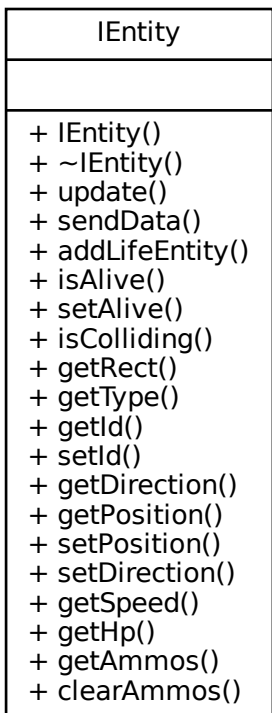 IEntity
+ IEntity()
+ ~IEntity()
+ update()
+ sendData()
+ addLifeEntity()
+ isAlive()
+ setAlive()
+ isColliding()
+ getRect()
+ getType()
+ getId()
+ setId()
+ getDirection()
+ getPosition()
+ setPosition()
+ setDirection()
+ getSpeed()
+ getHp()
+ getAmmos()
+ clearAmmos()